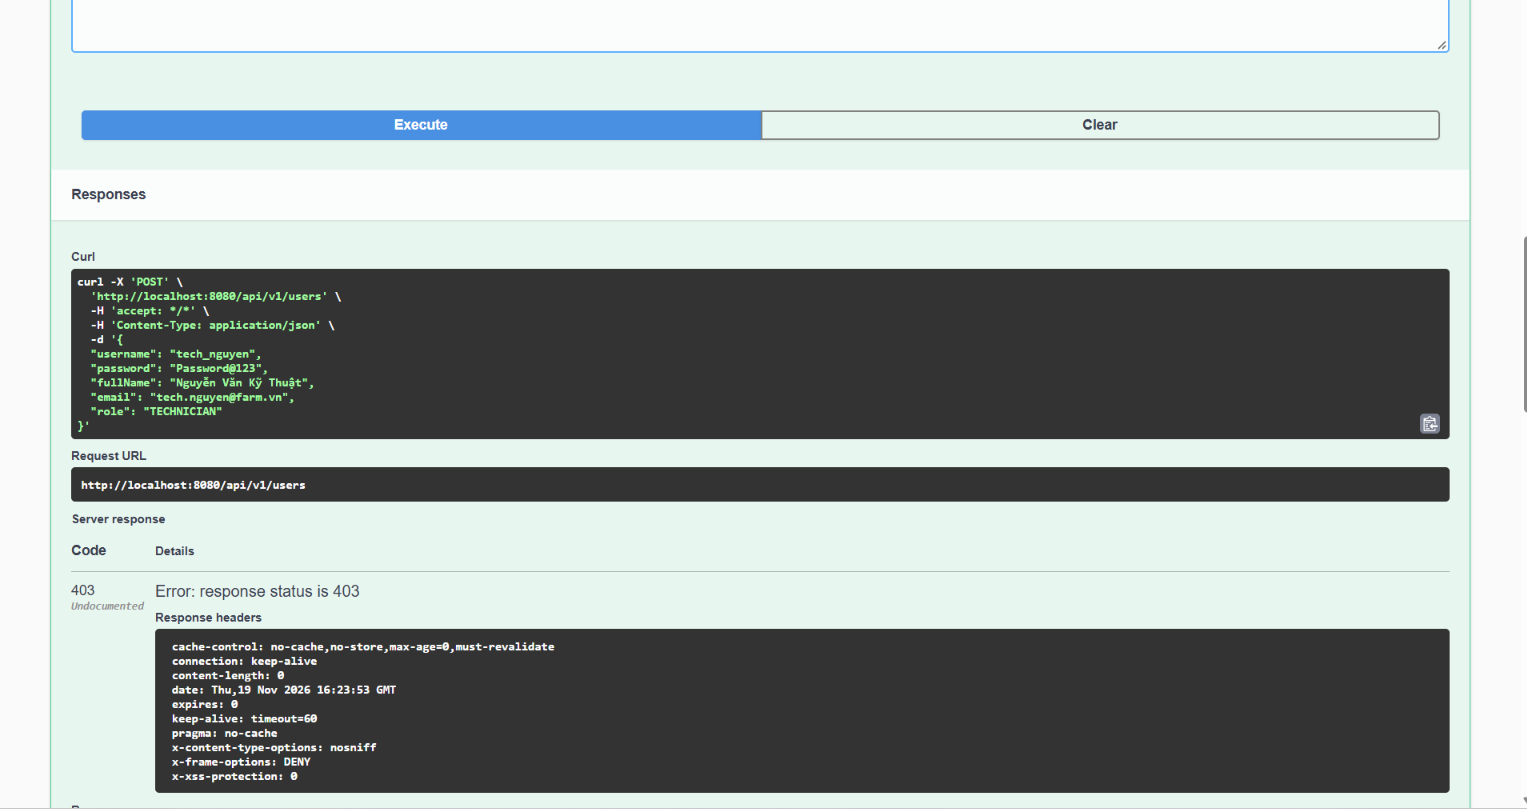 Execute
Clear
Responses
Curl
curl -X 'POST' \
  'http://localhost:8080/api/v1/users' \
  -H 'accept: */*' \
  -H 'Content-Type: application/json' \
  -d '{
  "username": "tech_nguyen",
  "password": "Password@123",
  "fullName": "Nguyễn Văn Kỹ Thuật",
  "email": "tech.nguyen@farm.vn",
  "role": "TECHNICIAN"
}'
Request URL
http://localhost:8080/api/v1/users
Server response
Code
Details
403
Undocumented
Error: response status is 403
Response headers
cache-control: no-cache,no-store,max-age=0,must-revalidate
connection: keep-alive
content-length: 0
date: Thu,19 Nov 2026 16:23:53 GMT
expires: 0
keep-alive: timeout=60
pragma: no-cache
x-content-type-options: nosniff
x-frame-options: DENY
x-xss-protection: 0